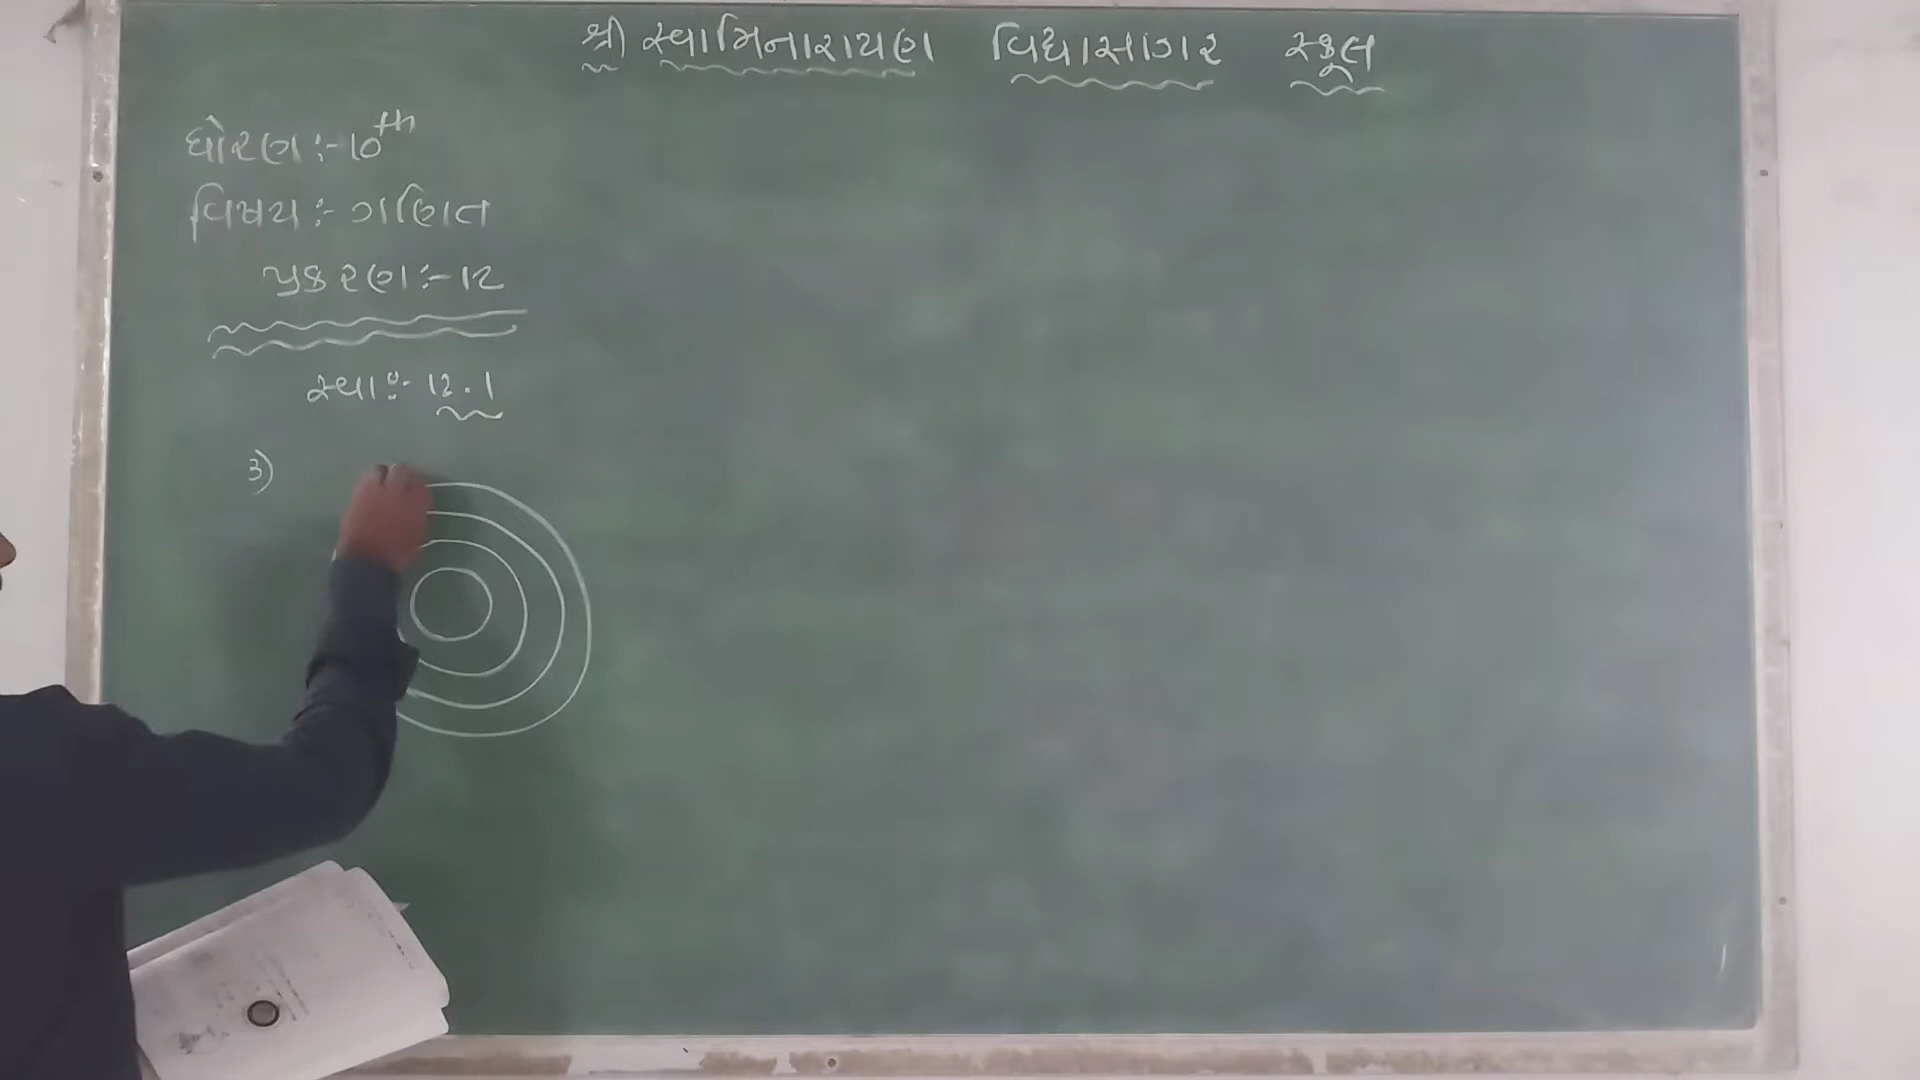 શ્રી સ્વામિનારાયણ વિદ્યાસાગર સ્કૂલ
ધોરણ:-10th
વિષય:- ગણિત
પ્રકરણ:-12
સ્વા:- 12.1
3)